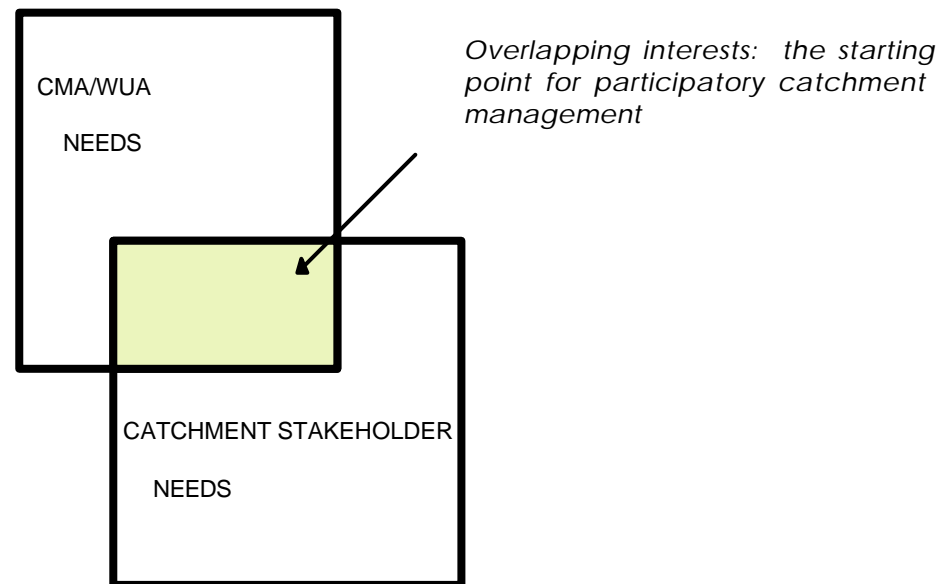 Overlapping interests: the starting
point for participatory catchment
management
CMA/WUA
NEEDS
CATCHMENT STAKEHOLDER
NEEDS